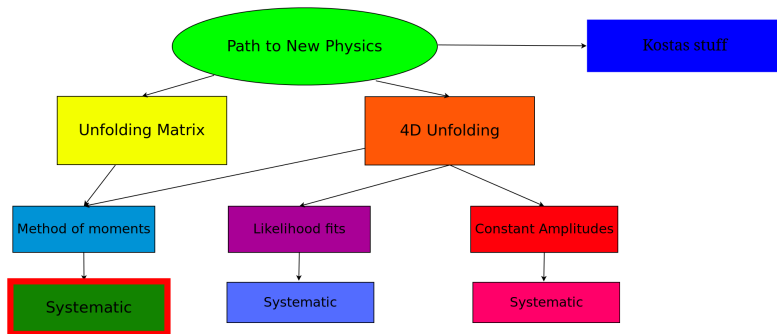 Path to New Physics
Kostas stuff
Unfolding Matrix
4D Unfolding
Method of moments
Likelihood fits
Constant Amplitudes
Systematic
Systematic
Systematic